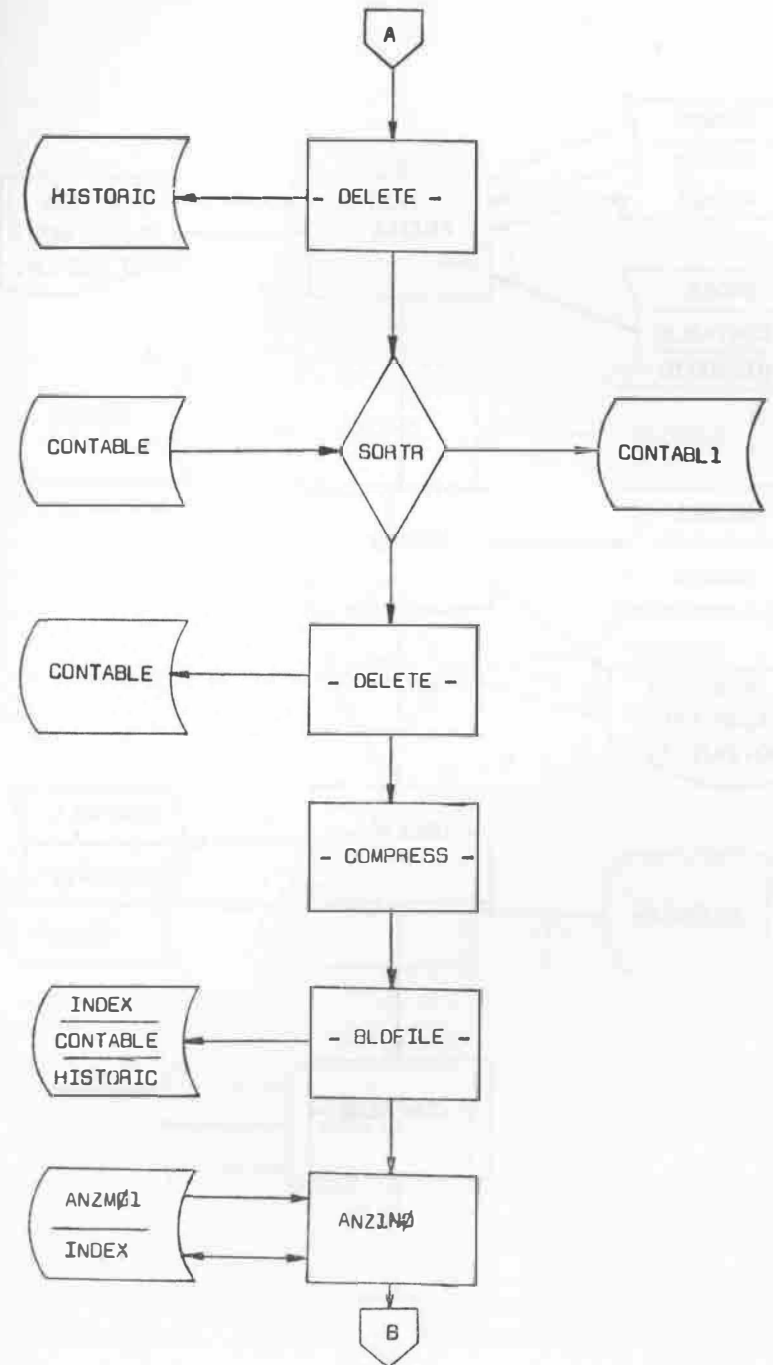 A
HISTORIC
- DELETE -
CONTABLE
SORTR
CONTABL1
CONTABLE
- DELETE -
- COMPRESS -
INDEX
CONTABLE
HISTORIC
- BLDFILE -
ANZMØ1
INDEX
ANZ1NØ
B